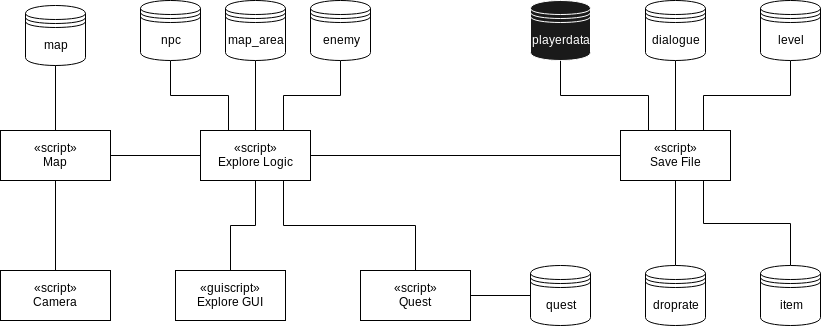 map
npc
map_area
enemy
playerdata
dialogue
level
«script»
Map
«script»
Explore Logic
«script»
Save File
«script»
Camera
«guiscript»
Explore GUI
«script»
Quest
quest
droprate
item